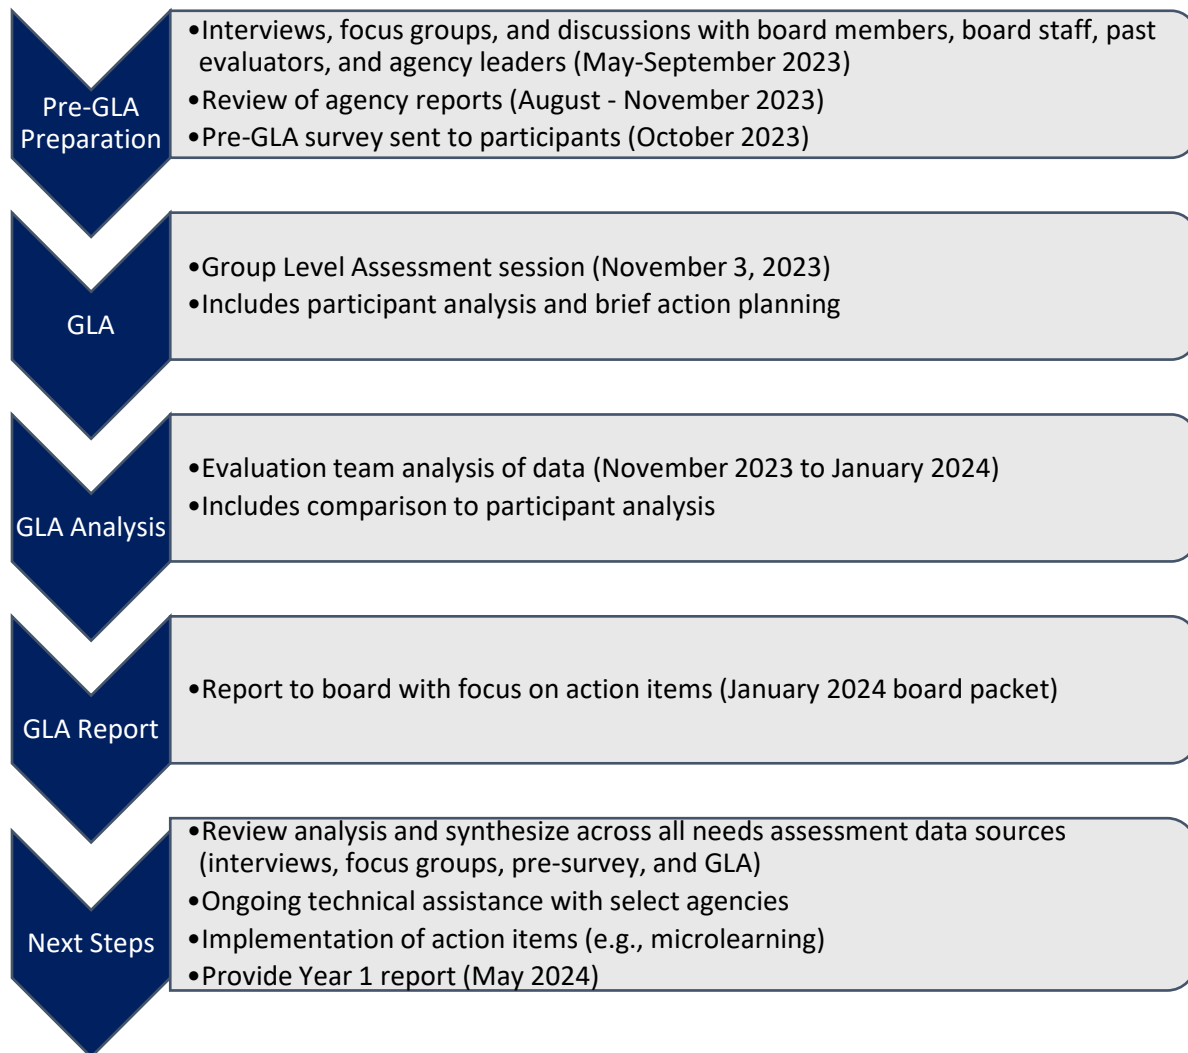 Pre-GLA
Preparation
•Interviews, focus groups, and discussions with board members, board staff, past
evaluators, and agency leaders (May-September 2023)
•Review of agency reports (August - November 2023)
•Pre-GLA survey sent to participants (October 2023)
GLA
•Group Level Assessment session (November 3, 2023)
•Includes participant analysis and brief action planning
GLA Analysis
•Evaluation team analysis of data (November 2023 to January 2024)
•Includes comparison to participant analysis
GLA Report
•Report to board with focus on action items (January 2024 board packet)
Next Steps
•Review analysis and synthesize across all needs assessment data sources
(interviews, focus groups, pre-survey, and GLA)
•Ongoing technical assistance with select agencies
•Implementation of action items (e.g., microlearning)
•Provide Year 1 report (May 2024)